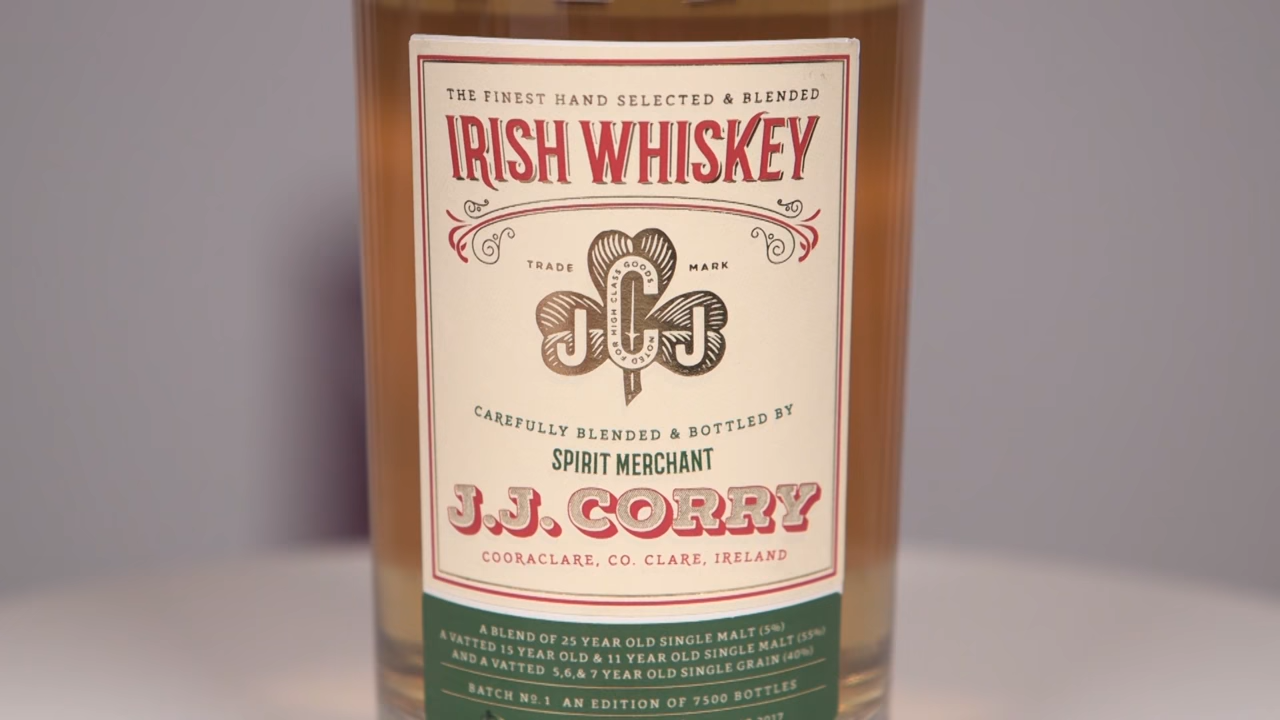 THE FINEST HAND SELECTED & BLENDED
IRISH WHISKEY
TRADE MARK
NOTED FOR HIGH CLASS GOODS.
J C J
CAREFULLY BLENDED & BOTTLED BY
SPIRIT MERCHANT
J.J. CORRY
COORACLARE, CO. CLARE, IRELAND
A BLEND OF 25 YEAR OLD SINGLE MALT (5%)
A VATTED 15 YEAR OLD & 11 YEAR OLD SINGLE MALT (55%)
AND A VATTED 5,6,& 7 YEAR OLD SINGLE GRAIN (40%)
BATCH Nº.1 AN EDITION OF 7500 BOTTLES
2017